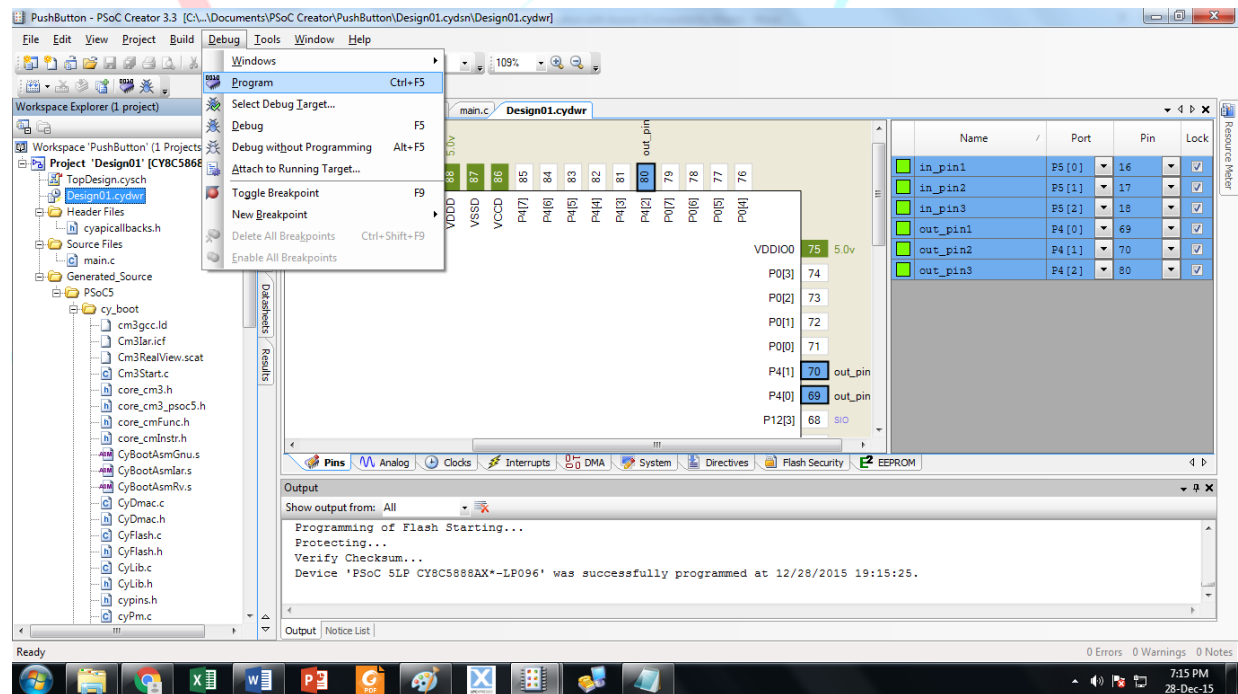 PushButton - PSoC Creator 3.3 [C:\...\Documents\PSoC Creator\PushButton\Design01.cydsn\Design01.cydwr]
File Edit View Project Build Debug Tools Window Help
109%
Windows
Program Ctrl+F5
Select Debug Target...
Debug F5
Debug without Programming Alt+F5
Attach to Running Target...
Toggle Breakpoint F9
New Breakpoint
Delete All Breakpoints Ctrl+Shift+F9
Enable All Breakpoints
Workspace Explorer (1 project)
Workspace 'PushButton' (1 Projects
Project 'Design01' [CY8C5868
TopDesign.cysch
Design01.cydwr
Header Files
cyapicallbacks.h
Source Files
main.c
Generated_Source
PSoC5
cy_boot
cm3gcc.ld
Cm3Iar.icf
Cm3RealView.scat
Cm3Start.c
core_cm3.h
core_cm3_psoc5.h
core_cmFunc.h
core_cmInstr.h
CyBootAsmGnu.s
CyBootAsmIar.s
CyBootAsmRv.s
CyDmac.c
CyDmac.h
CyFlash.c
CyFlash.h
CyLib.c
CyLib.h
cypins.h
cyPm.c
Datasheets
Results
main.c Design01.cydwr
5.0v out_pin
88 87 86 85 84 83 82 81 80 79 78 77 76
VDDD VSSD VCCD P4[7] P4[6] P4[5] P4[4] P4[3] P4[2] P0[7] P0[6] P0[5] P0[4]
VDDIO0 75 5.0v
P0[3] 74
P0[2] 73
P0[1] 72
P0[0] 71
P4[1] 70 out_pin
P4[0] 69 out_pin
P12[3] 68 SIO
Name / Port Pin Lock
in_pin1 P5[0] 16
in_pin2 P5[1] 17
in_pin3 P5[2] 18
out_pin1 P4[0] 69
out_pin2 P4[1] 70
out_pin3 P4[2] 80
Resource Meter
Pins Analog Clocks Interrupts DMA System Directives Flash Security EEPROM
Output
Show output from: All
Programming of Flash Starting...
Protecting...
Verify Checksum...
Device 'PSoC 5LP CY8C5888AX*-LP096' was successfully programmed at 12/28/2015 19:15:25.
Output Notice List
Ready 0 Errors 0 Warnings 0 Notes
7:15 PM
28-Dec-15